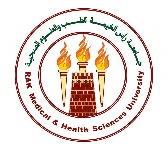 جامعة رأس الخيمة للطب والعلوم الصحية
RAK Medical & Health Sciences University